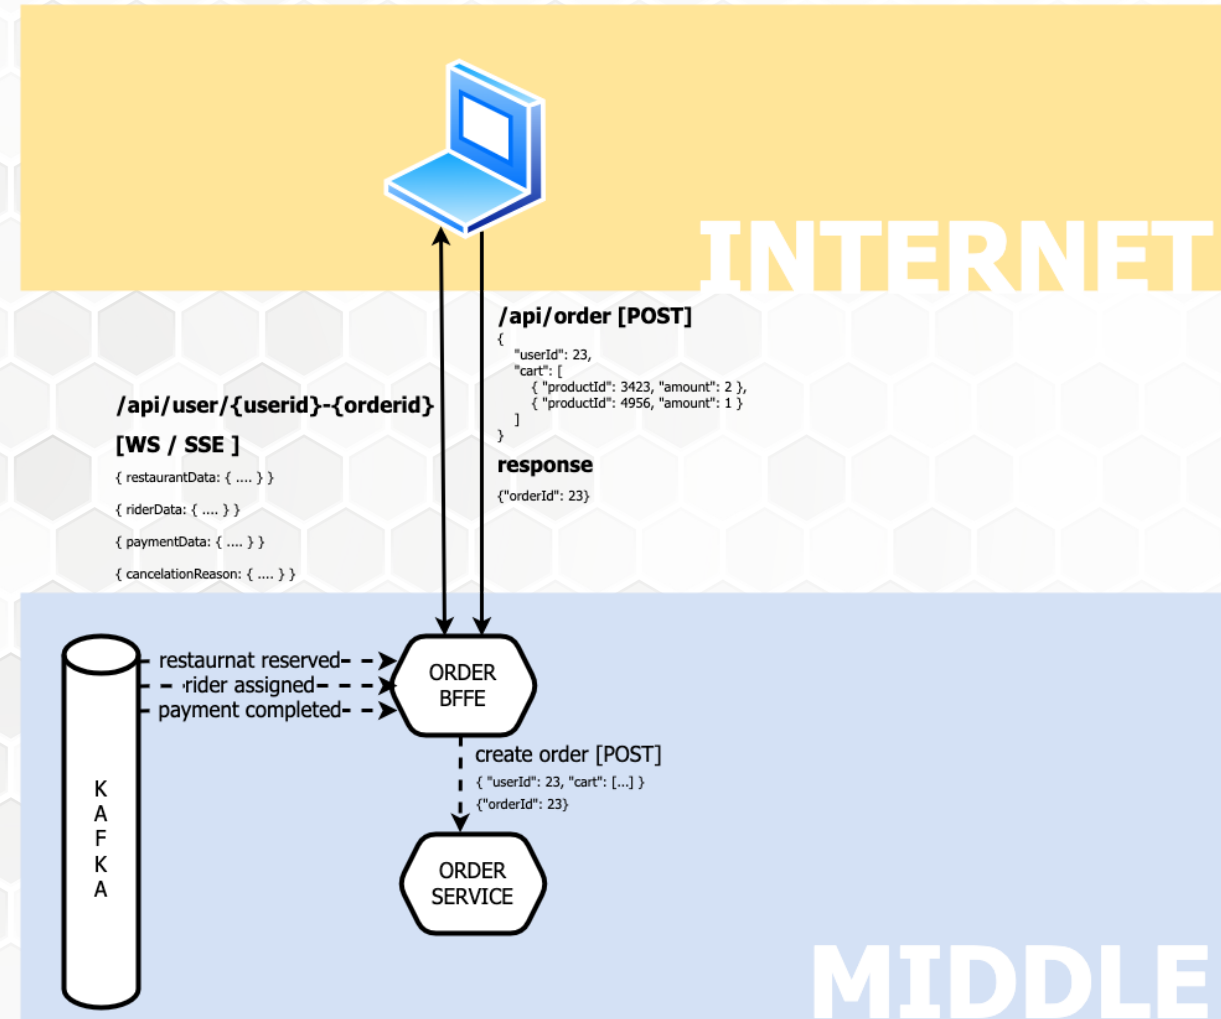 INTERNET
/api/order [POST]
{
"userId": 23,
"cart": [
{ "productId": 3423, "amount": 2 },
{ "productId": 4956, "amount": 1 }
]
}
response
{"orderId": 23}
/api/user/{userid}-{orderid}
[WS / SSE ]
{ restaurantData: { .... } }
{ riderData: { .... } }
{ paymentData: { .... } }
{ cancelationReason: { .... } }
restaurnat reserved
rider assigned
payment completed
ORDER
BFFE
create order [POST]
{ "userId": 23, "cart": [...] }
{"orderId": 23}
K
A
F
K
A
ORDER
SERVICE
MIDDLE